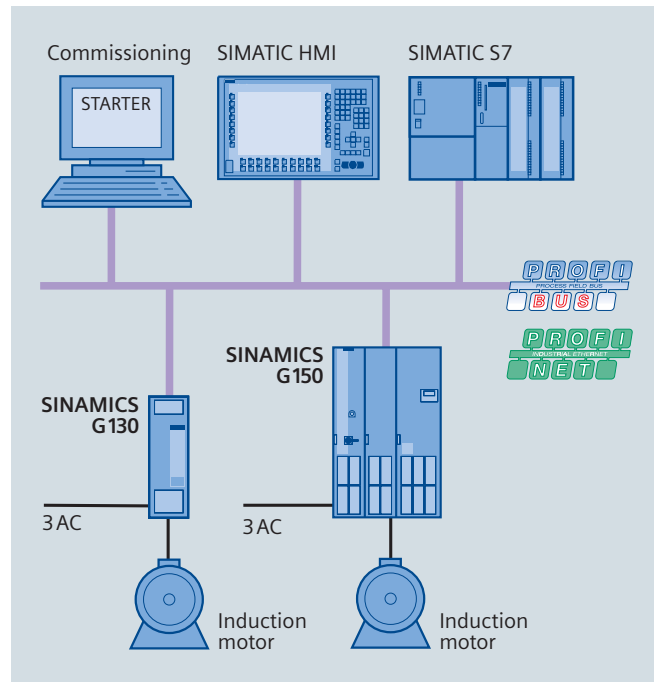 Commissioning
SIMATIC HMI
SIMATIC S7
STARTER
PROFI
PROCESS FIELD BUS
BUS
PROFI
INDUSTRIAL ETHERNET
NET
SINAMICS
G150
SINAMICS
G130
3 AC
3 AC
Induction
motor
Induction
motor